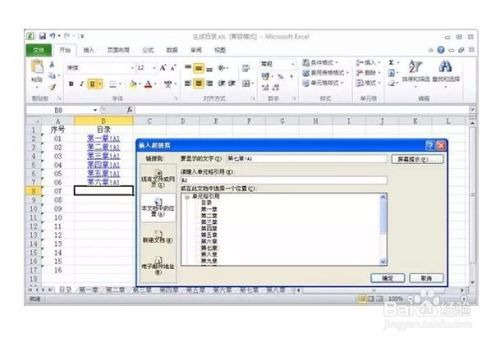 生成目录.xls [兼容模式] - Microsoft Excel
文件 开始 插入 页面布局 公式 数据 审阅 视图
宋体 12 常规 条件格式 插入
粘贴 套用表格格式 删除 排序和筛选 查找和选择
单元格样式 格式
剪贴板 字体 对齐方式 数字 样式 单元格 编辑
B8 fx
A B C D E F G H I
1 序号 目录
2 01 第一章!A1
3 02 第二章!A1
4 03 第三章!A1
5 04 第四章!A1
6 05 第五章!A1
7 06 第六章!A1
8 07
9 08
10 09
11 10
12 11
13 12
14 13
15 14
16 15
17 16
插入超链接
链接到: 要显示的文字(T): 第七章!A1 屏幕提示(P)...
现有文件或网页(X)
请键入单元格引用(E):
A1
或在此文档中选择一个位置(C):
本文档中的位置(A)
单元格引用
目录
第一章
第二章
第三章
第四章
第五章
第六章
第七章
第八章
第九章
新建文档(N)
电子邮件地址(M)
确定 取消
目录 第一章 第二章 第三章 第四章 第五章 第六章 第七章 第八章
就绪 100%
Baidu 经验
jingyan.baidu.com